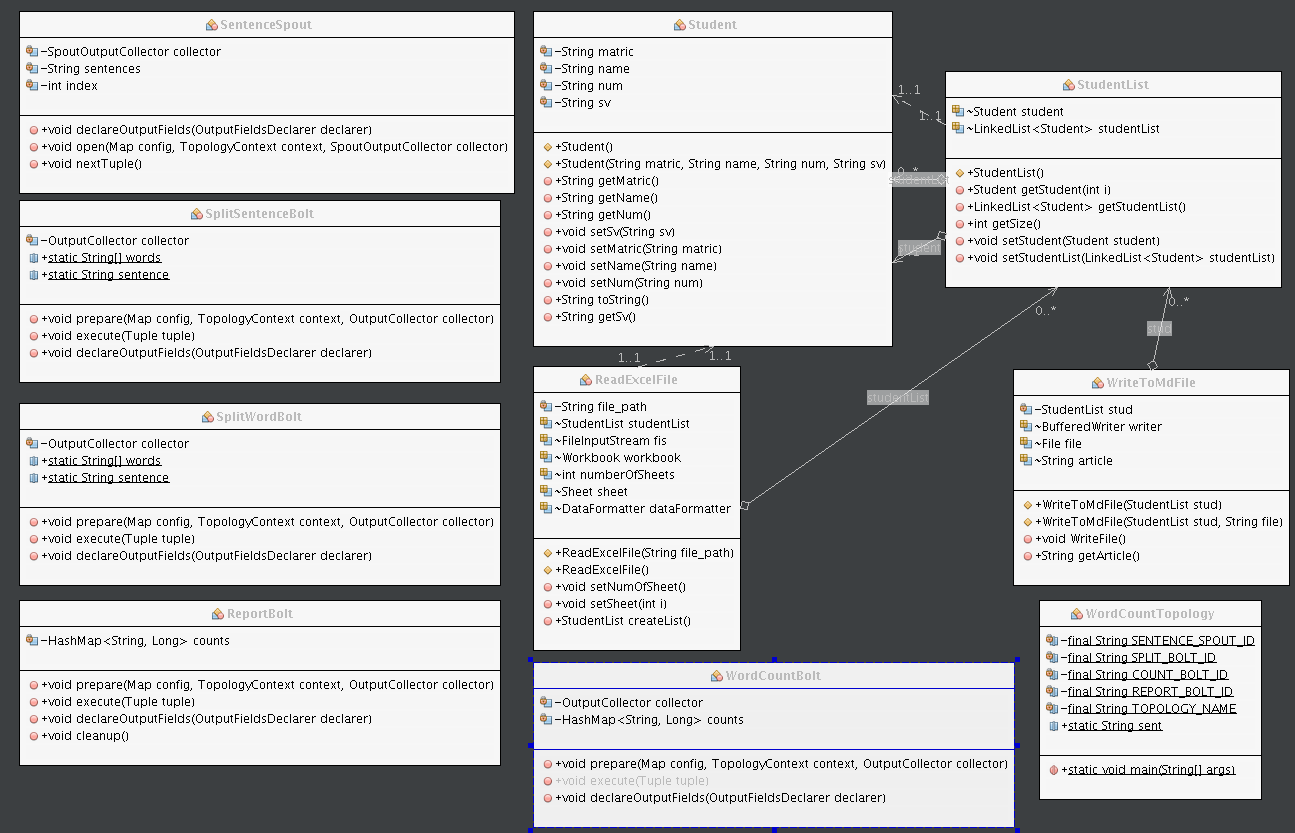 SentenceSpout
-SpoutOutputCollector collector
-String sentences
-int index
+void declareOutputFields(OutputFieldsDeclarer declarer)
+void open(Map config, TopologyContext context, SpoutOutputCollector collector)
+void nextTuple()
SplitSentenceBolt
-OutputCollector collector
+static String[] words
+static String sentence
+void prepare(Map config, TopologyContext context, OutputCollector collector)
+void execute(Tuple tuple)
+void declareOutputFields(OutputFieldsDeclarer declarer)
SplitWordBolt
-OutputCollector collector
+static String[] words
+static String sentence
+void prepare(Map config, TopologyContext context, OutputCollector collector)
+void execute(Tuple tuple)
+void declareOutputFields(OutputFieldsDeclarer declarer)
ReportBolt
-HashMap<String, Long> counts
+void prepare(Map config, TopologyContext context, OutputCollector collector)
+void execute(Tuple tuple)
+void declareOutputFields(OutputFieldsDeclarer declarer)
+void cleanup()
Student
-String matric
-String name
-String num
-String sv
+Student()
+Student(String matric, String name, String num, String sv)
+String getMatric()
+String getName()
+String getNum()
+void setSv(String sv)
+void setMatric(String matric)
+void setName(String name)
+void setNum(String num)
+String toString()
+String getSv()
1..1
1..1
0..*
studentList
student
1..1
1..1
StudentList
~Student student
~LinkedList<Student> studentList
+StudentList()
+Student getStudent(int i)
+LinkedList<Student> getStudentList()
+int getSize()
+void setStudent(Student student)
+void setStudentList(LinkedList<Student> studentList)
0..*
0..*
stud
studentList
ReadExcelFile
-String file_path
~StudentList studentList
~FileInputStream fis
~Workbook workbook
~int numberOfSheets
~Sheet sheet
~DataFormatter dataFormatter
+ReadExcelFile(String file_path)
+ReadExcelFile()
+void setNumOfSheet()
+void setSheet(int i)
+StudentList createList()
WriteToMdFile
-StudentList stud
~BufferedWriter writer
~File file
~String article
+WriteToMdFile(StudentList stud)
+WriteToMdFile(StudentList stud, String file)
+void WriteFile()
+String getArticle()
WordCountBolt
-OutputCollector collector
-HashMap<String, Long> counts
+void prepare(Map config, TopologyContext context, OutputCollector collector)
+void execute(Tuple tuple)
+void declareOutputFields(OutputFieldsDeclarer declarer)
WordCountTopology
-final String SENTENCE_SPOUT_ID
-final String SPLIT_BOLT_ID
-final String COUNT_BOLT_ID
-final String REPORT_BOLT_ID
-final String TOPOLOGY_NAME
+static String sent
+static void main(String[] args)